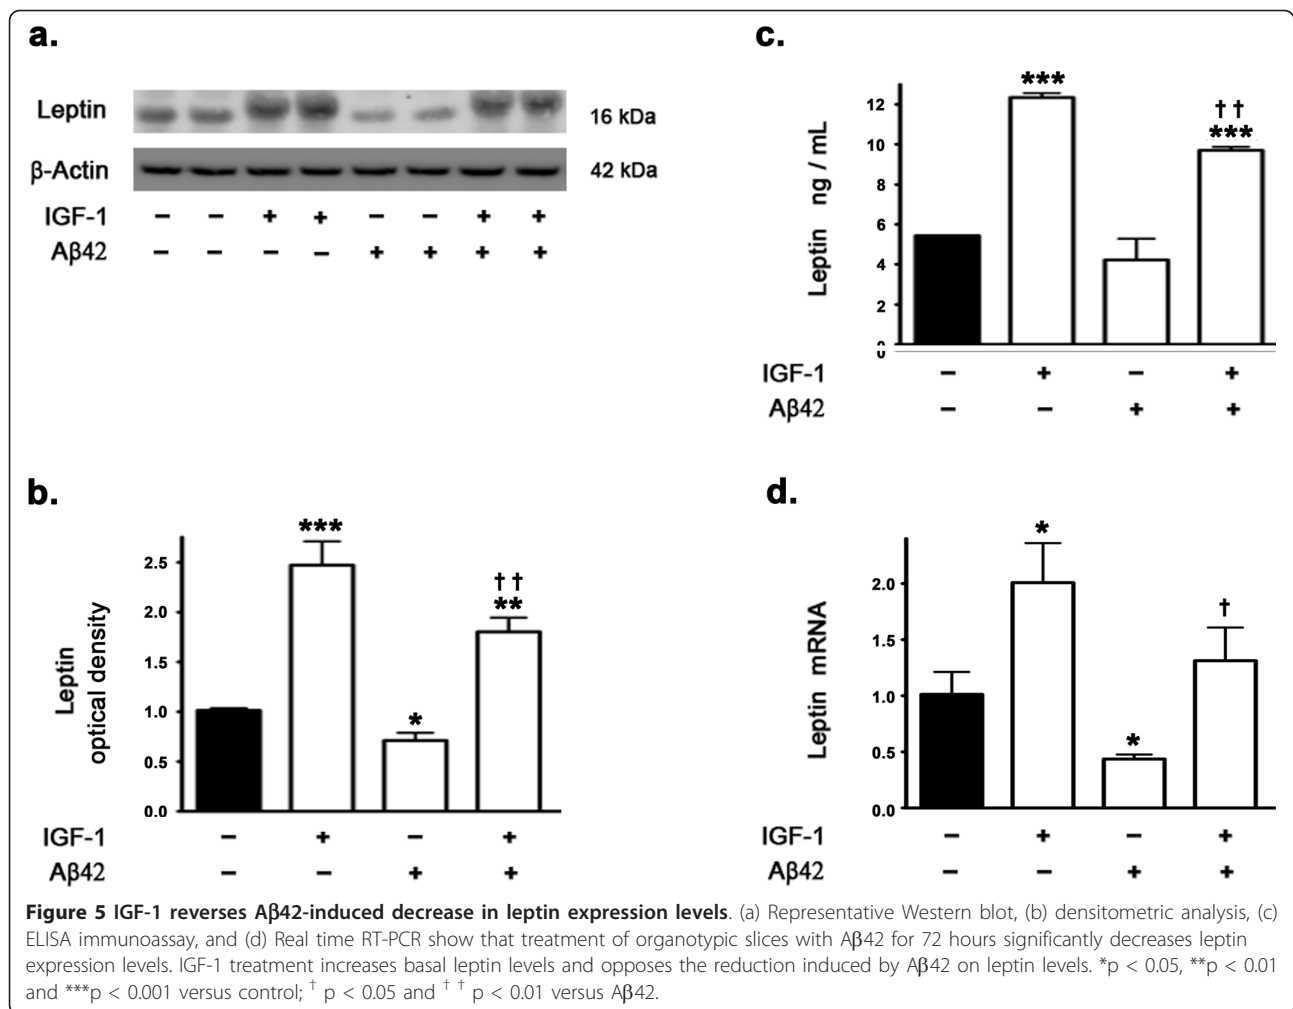 a.
Leptin
16 kDa
β-Actin
42 kDa
IGF-1 − − + + − − + +
Aβ42 − − − − + + + +
c.
Leptin ng / mL
12
10
8
6
4
2
0
0
***
† †
***
IGF-1 − + − +
Aβ42 − − + +
b.
Leptin
optical density
2.5
2.0
1.5
1.0
0.5
0.0
***
*
† †
**
IGF-1 − + − +
Aβ42 − − + +
d.
Leptin mRNA
2.0
1.5
1.0
0.5
0.0
*
*
†
IGF-1 − + − +
Aβ42 − − + +
Figure 5 IGF-1 reverses Aβ42-induced decrease in leptin expression levels. (a) Representative Western blot, (b) densitometric analysis, (c)
ELISA immunoassay, and (d) Real time RT-PCR show that treatment of organotypic slices with Aβ42 for 72 hours significantly decreases leptin
expression levels. IGF-1 treatment increases basal leptin levels and opposes the reduction induced by Aβ42 on leptin levels. *p < 0.05, **p < 0.01
and ***p < 0.001 versus control; † p < 0.05 and † † p < 0.01 versus Aβ42.